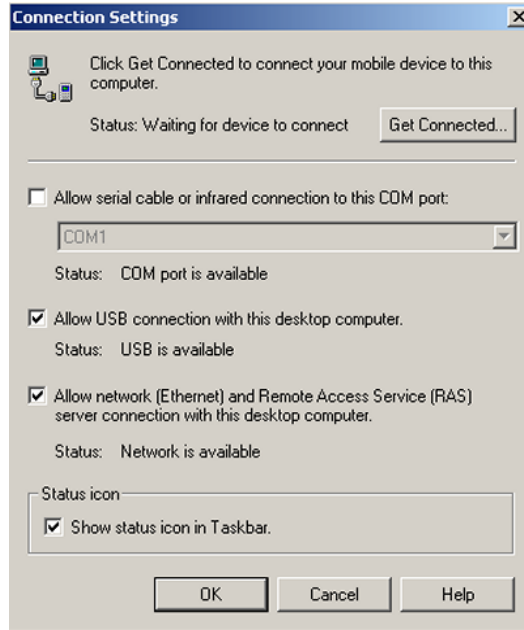 Connection Settings
Click Get Connected to connect your mobile device to this
computer.
Status: Waiting for device to connect
Get Connected...
Allow serial cable or infrared connection to this COM port:
COM1
Status: COM port is available
Allow USB connection with this desktop computer.
Status: USB is available
Allow network (Ethernet) and Remote Access Service (RAS)
server connection with this desktop computer.
Status: Network is available
Status icon
Show status icon in Taskbar.
OK Cancel Help